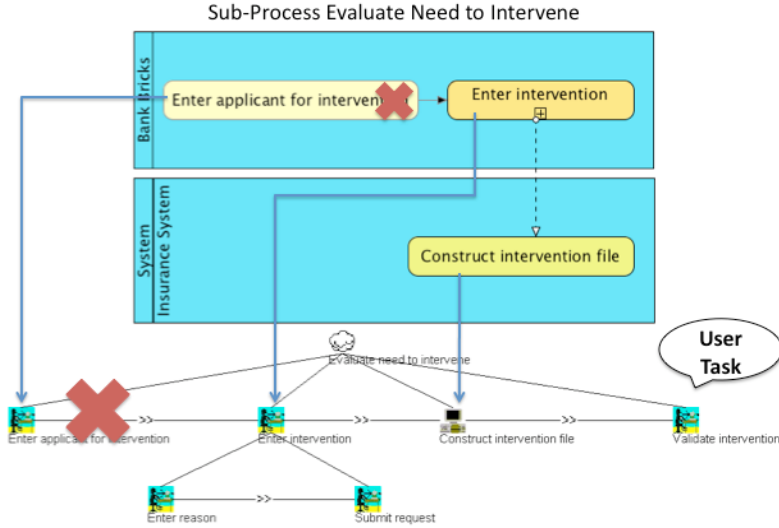 Sub-Process Evaluate Need to Intervene
Bank Bricks
Enter applicant for intervention
Enter intervention
System
Insurance System
Construct intervention file
User
Task
Evaluate need to intervene
>>
>>
>>
Enter applicant for intervention
Enter intervention
Construct intervention file
Validate intervention
>>
Enter reason
Submit request